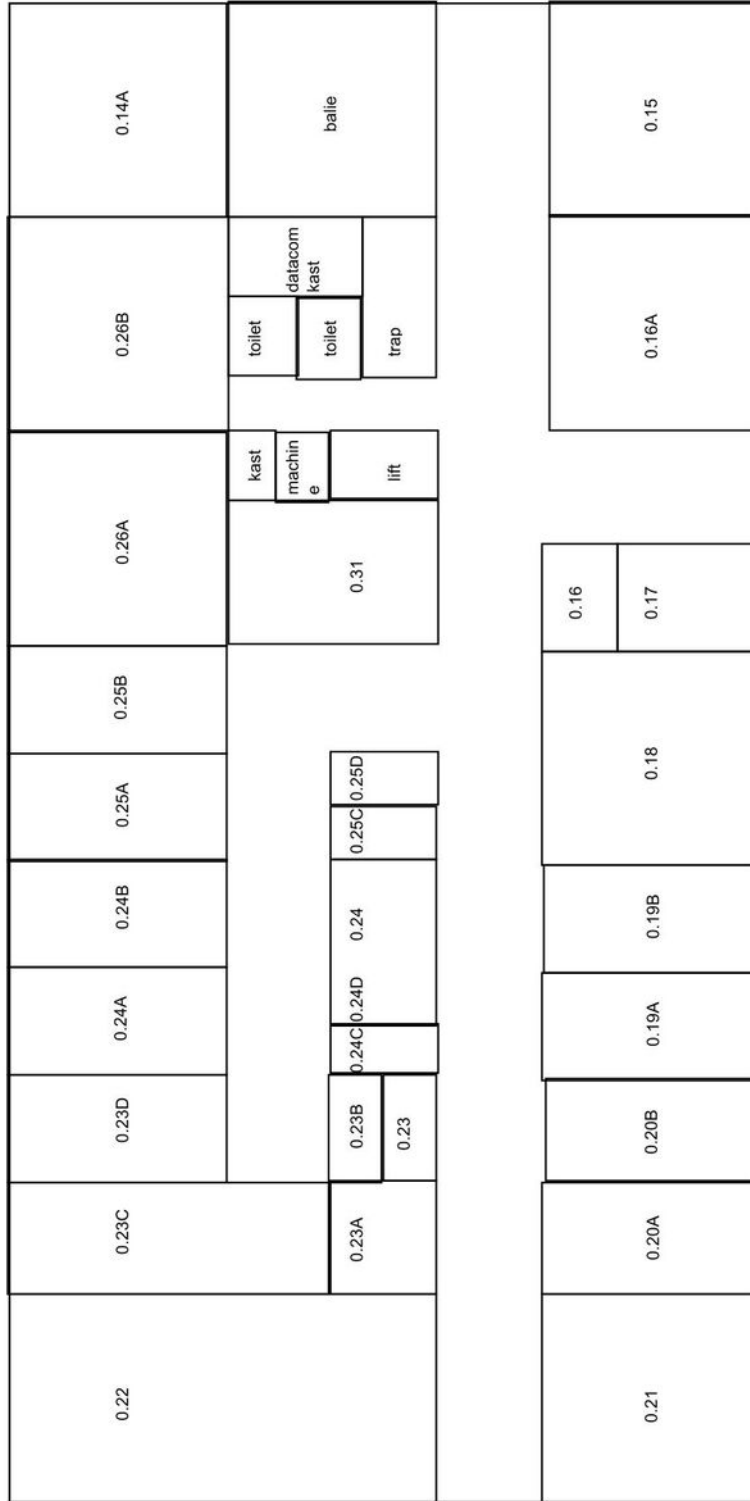 0.22
0.23C
0.23D
0.24A
0.24B
0.25A
0.25B
0.26A
0.26B
0.14A
kast
toilet
machin
e
datacom
kast
toilet
balie
0.23A
0.23B
0.24C
0.24D
0.24
0.25C
0.25D
0.31
lift
trap
0.23
0.16
0.21
0.20A
0.20B
0.19A
0.19B
0.18
0.17
0.16A
0.15